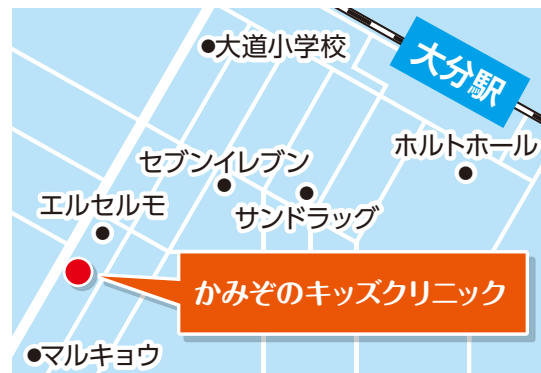 大道小学校
大分駅
ホルトホール
セブンイレブン
サンドラッグ
エルセルモ
かみぞのキッズクリニック
マルキョウ